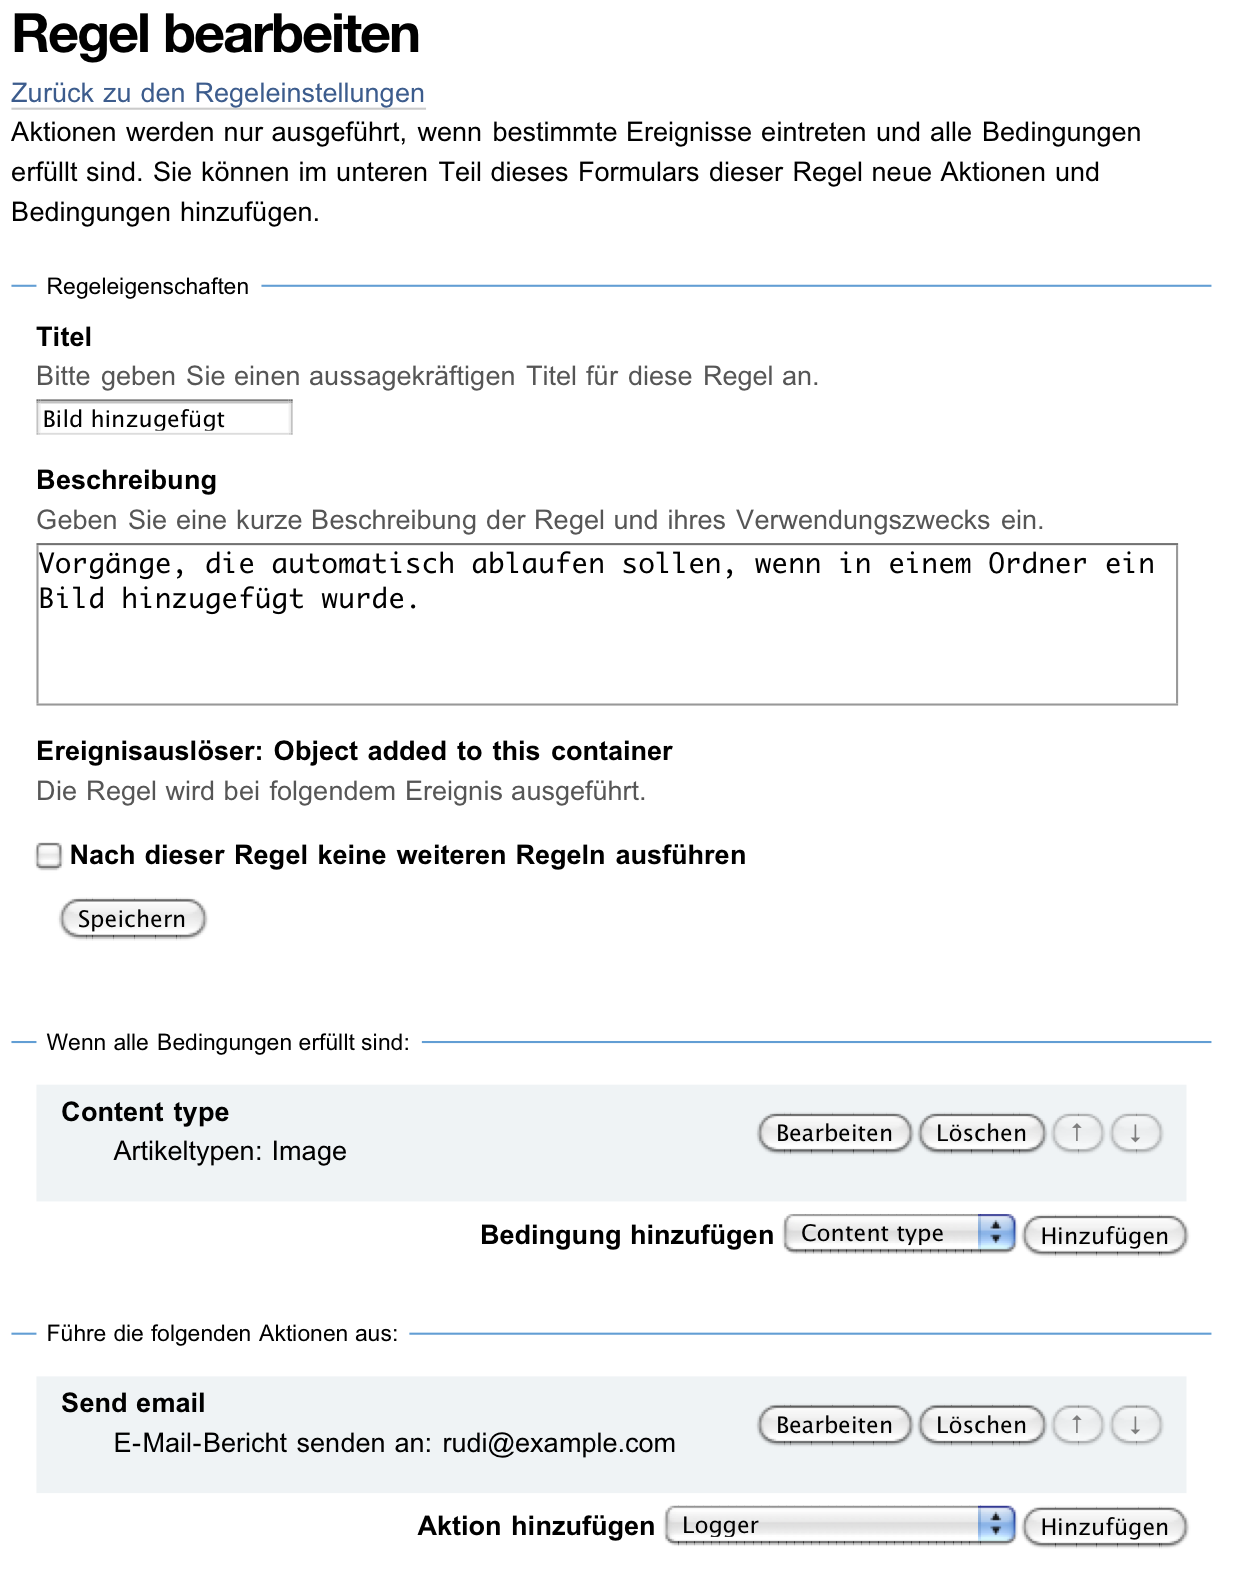 Regel bearbeiten
Zurück zu den Regeleinstellungen
Aktionen werden nur ausgeführt, wenn bestimmte Ereignisse eintreten und alle Bedingungen
erfüllt sind. Sie können im unteren Teil dieses Formulars dieser Regel neue Aktionen und
Bedingungen hinzufügen.
Regeleigenschaften
Titel
Bitte geben Sie einen aussagekräftigen Titel für diese Regel an.
Bild hinzugefügt
Beschreibung
Geben Sie eine kurze Beschreibung der Regel und ihres Verwendungszwecks ein.
Vorgänge, die automatisch ablaufen sollen, wenn in einem Ordner ein
Bild hinzugefügt wurde.
Ereignisauslöser: Object added to this container
Die Regel wird bei folgendem Ereignis ausgeführt.
Nach dieser Regel keine weiteren Regeln ausführen
Speichern
Wenn alle Bedingungen erfüllt sind:
Content type
Bearbeiten Löschen ↑ ↓
Artikeltypen: Image
Bedingung hinzufügen Content type Hinzufügen
Führe die folgenden Aktionen aus:
Send email
Bearbeiten Löschen ↑ ↓
E-Mail-Bericht senden an: rudi@example.com
Aktion hinzufügen Logger Hinzufügen